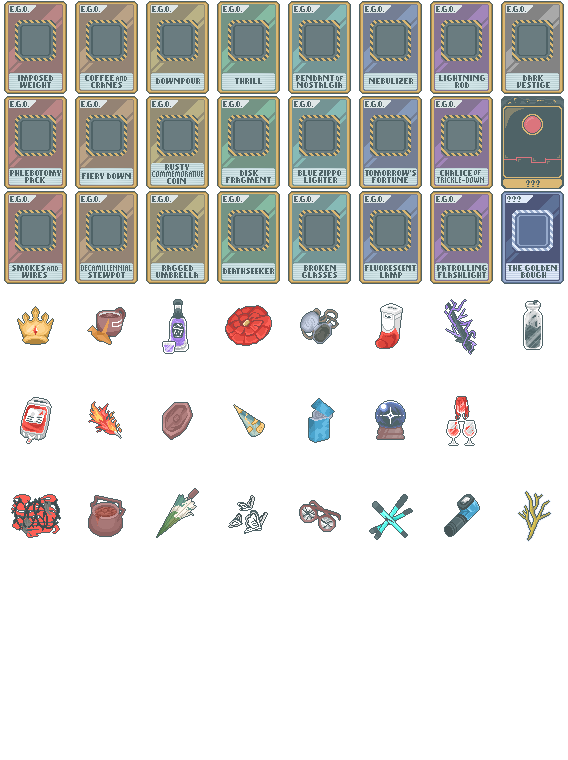 E.G.O.
IMPOSED
WEIGHT
E.G.O.
COFFEE AND
CRANES
E.G.O.
DOWNPOUR
E.G.O.
THRILL
E.G.O.
PENDANT OF
NOSTALGIA
E.G.O.
NEBULIZER
E.G.O.
LIGHTNING
ROD
E.G.O.
DARK
VESTIGE
E.G.O.
PHLEBOTOMY
PACK
E.G.O.
FIERY DOWN
E.G.O.
RUSTY
COMMEMORATIVE
COIN
E.G.O.
DISK
FRAGMENT
E.G.O.
BLUE ZIPPO
LIGHTER
E.G.O.
TOMORROW'S
FORTUNE
E.G.O.
CHALICE OF
TRICKLE-DOWN
???
E.G.O.
SMOKES AND
WIRES
E.G.O.
DECAMILLENNIAL
STEWPOT
E.G.O.
RAGGED
UMBRELLA
E.G.O.
DEATHSEEKER
E.G.O.
BROKEN
GLASSES
E.G.O.
FLUORESCENT
LAMP
E.G.O.
PATROLLING
FLASHLIGHT
???
THE GOLDEN
BOUGH